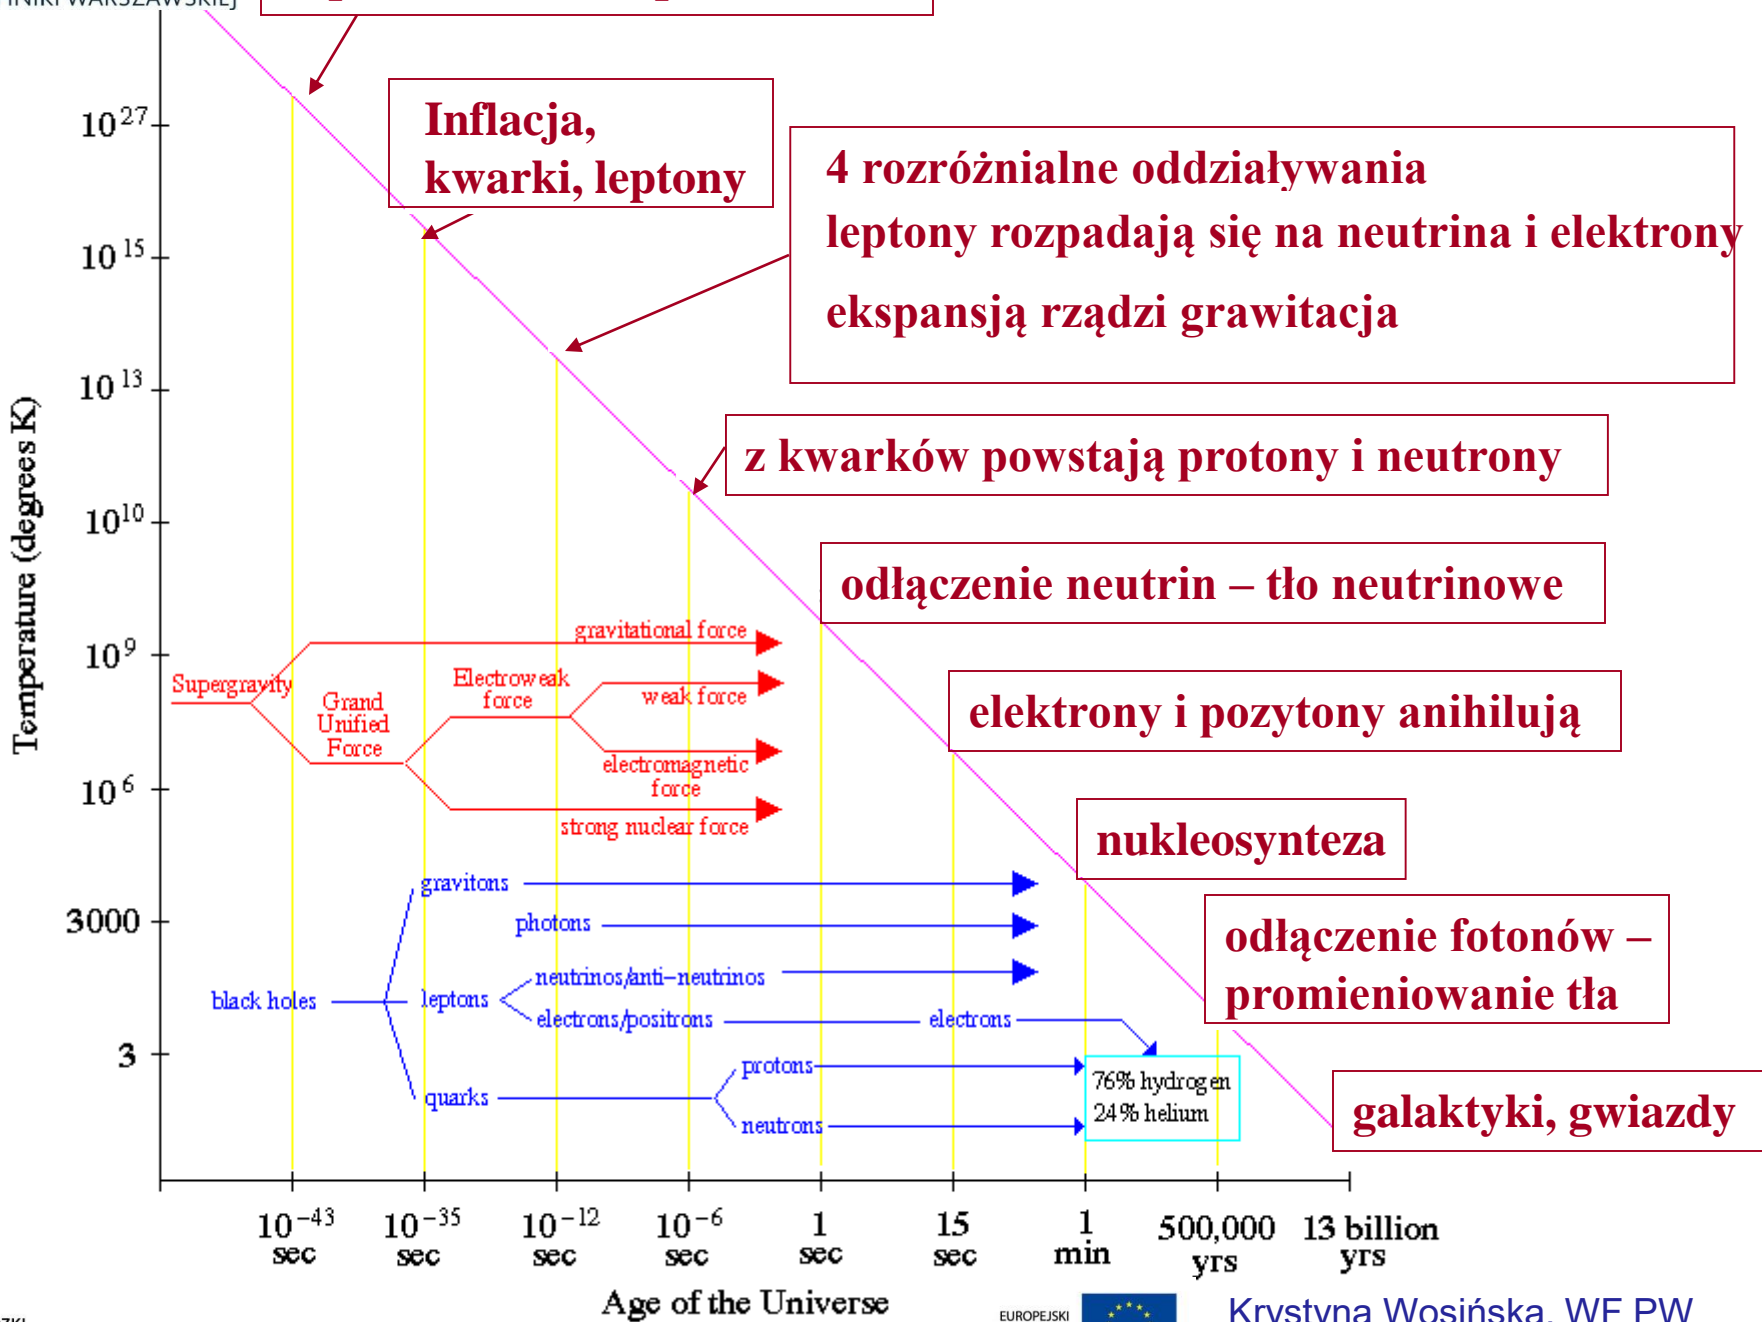 Inflacja,
kwarki, leptony
4 rozróżnialne oddziaływania
leptony rozpadają się na neutrina i elektrony
ekspansją rządzi grawitacja
z kwarków powstają protony i neutrony
odłączenie neutrin – tło neutrinowe
elektrony i pozytony anihilują
nukleosynteza
odłączenie fotonów –
promieniowanie tła
galaktyki, gwiazdy
Temperature (degrees K)
10^27
10^15
10^13
10^10
10^9
10^6
3000
3
gravitational force
Supergravity
Grand
Unified
Force
Electroweak
force
weak force
electromagnetic
force
strong nuclear force
gravitons
photons
neutrinos/anti-neutrinos
black holes
leptons
electrons/positrons
electrons
quarks
protons
neutrons
76% hydrogen
24% helium
10^-43
sec
10^-35
sec
10^-12
sec
10^-6
sec
1
sec
15
sec
1
min
500,000
yrs
13 billion
yrs
Age of the Universe
EUROPEJSKI
Krystyna Wosińska, WF PW